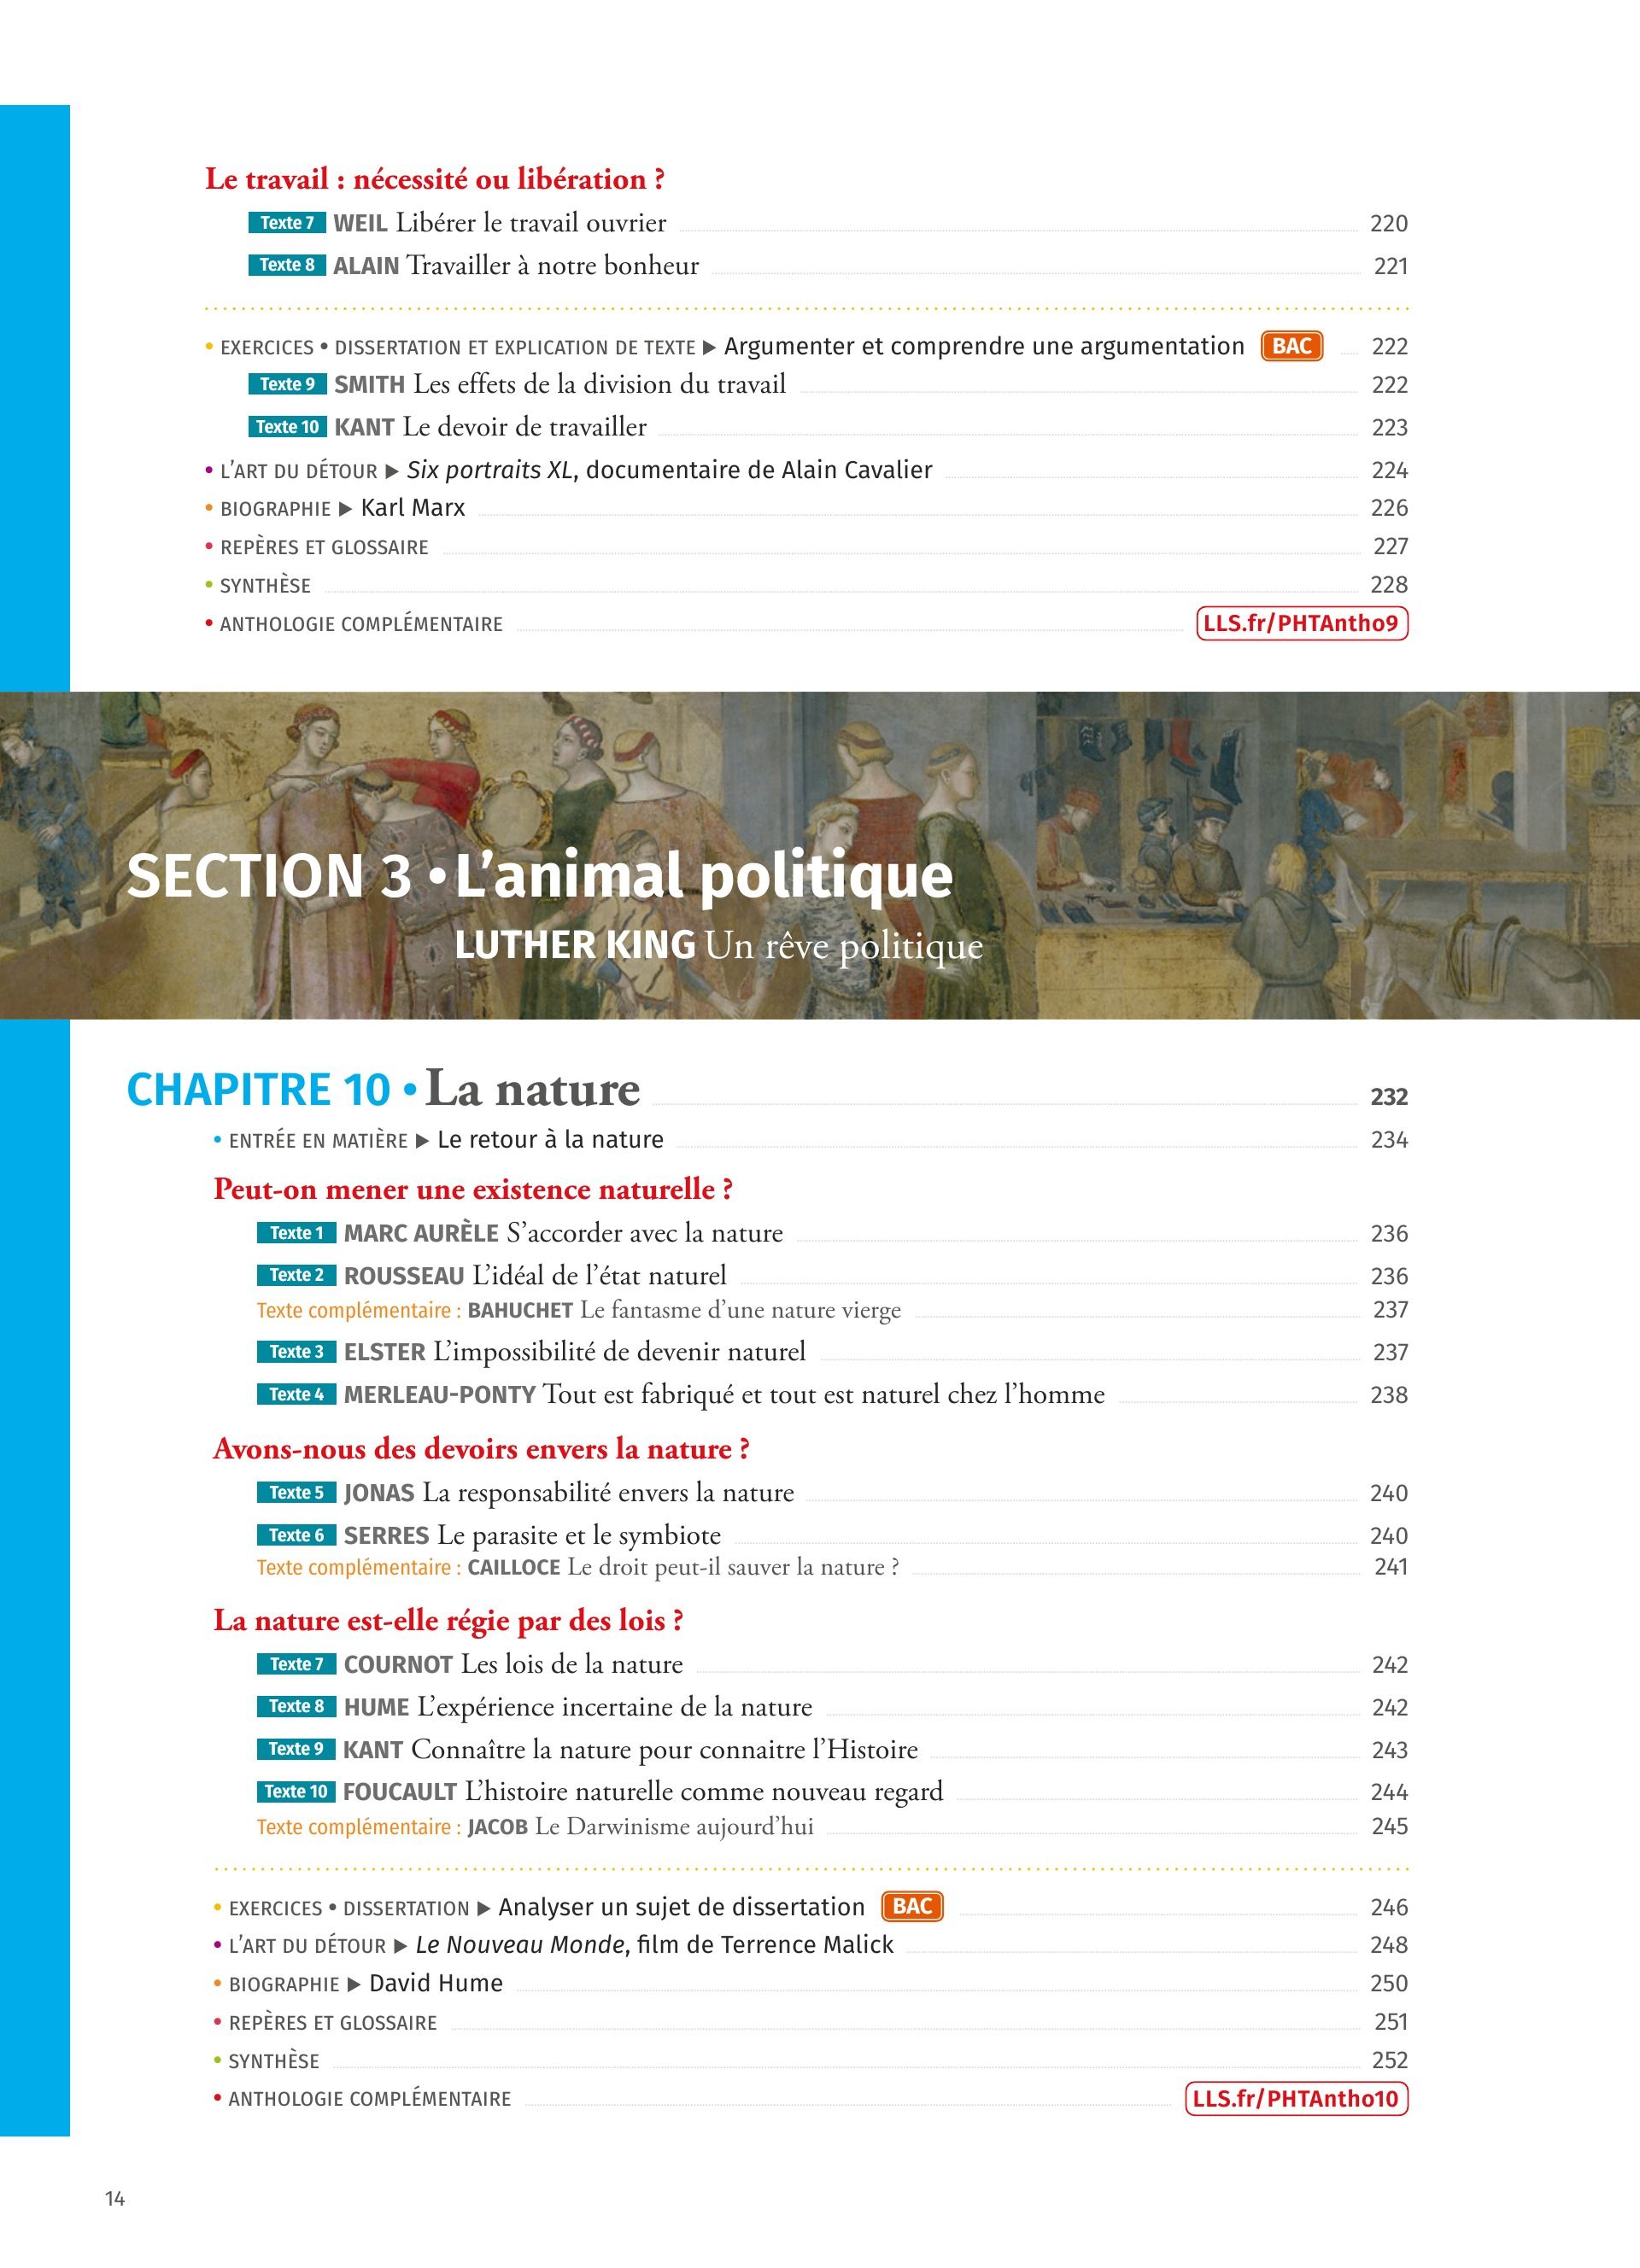 Le travail : nécessité ou libération ?
Texte 7 WEIL Libérer le travail ouvrier 220
Texte 8 ALAIN Travailler à notre bonheur 221
• EXERCICES • DISSERTATION ET EXPLICATION DE TEXTE ▶ Argumenter et comprendre une argumentation BAC 222
Texte 9 SMITH Les effets de la division du travail 222
Texte 10 KANT Le devoir de travailler 223
• L’ART DU DÉTOUR ▶ Six portraits XL, documentaire de Alain Cavalier 224
• BIOGRAPHIE ▶ Karl Marx 226
• REPÈRES ET GLOSSAIRE 227
• SYNTHÈSE 228
• ANTHOLOGIE COMPLÉMENTAIRE LLS.fr/PHTAntho9
SECTION 3 • L’animal politique
LUTHER KING Un rêve politique
CHAPITRE 10 • La nature 232
• ENTRÉE EN MATIÈRE ▶ Le retour à la nature 234
Peut-on mener une existence naturelle ?
Texte 1 MARC AURÈLE S’accorder avec la nature 236
Texte 2 ROUSSEAU L’idéal de l’état naturel 236
Texte complémentaire : BAHUCHET Le fantasme d’une nature vierge 237
Texte 3 ELSTER L’impossibilité de devenir naturel 237
Texte 4 MERLEAU-PONTY Tout est fabriqué et tout est naturel chez l’homme 238
Avons-nous des devoirs envers la nature ?
Texte 5 JONAS La responsabilité envers la nature 240
Texte 6 SERRES Le parasite et le symbiote 240
Texte complémentaire : CAILLOCE Le droit peut-il sauver la nature ? 241
La nature est-elle régie par des lois ?
Texte 7 COURNOT Les lois de la nature 242
Texte 8 HUME L’expérience incertaine de la nature 242
Texte 9 KANT Connaître la nature pour connaitre l’Histoire 243
Texte 10 FOUCAULT L’histoire naturelle comme nouveau regard 244
Texte complémentaire : JACOB Le Darwinisme aujourd’hui 245
• EXERCICES • DISSERTATION ▶ Analyser un sujet de dissertation BAC 246
• L’ART DU DÉTOUR ▶ Le Nouveau Monde, film de Terrence Malick 248
• BIOGRAPHIE ▶ David Hume 250
• REPÈRES ET GLOSSAIRE 251
• SYNTHÈSE 252
• ANTHOLOGIE COMPLÉMENTAIRE LLS.fr/PHTAntho10
14